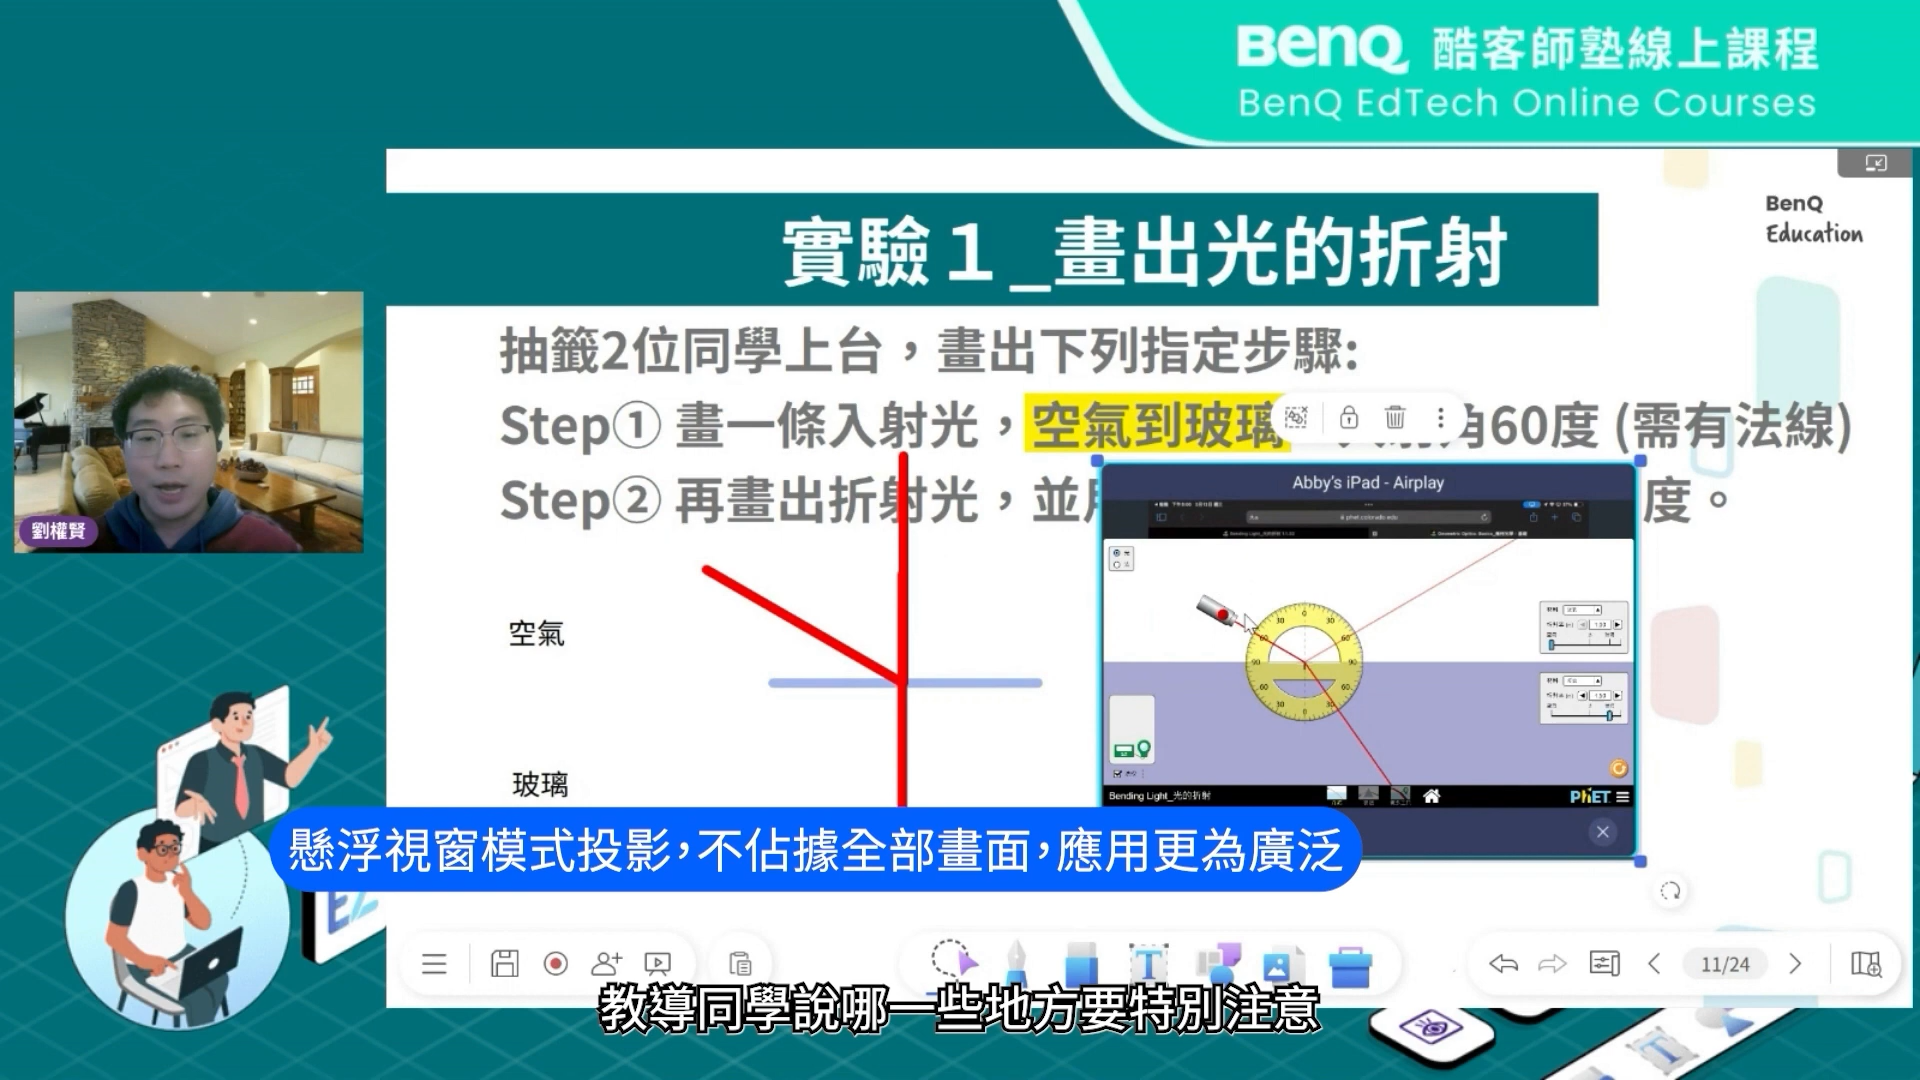 BenQ 酷客師塾線上課程
BenQ EdTech Online Courses
BenQ
Education
實驗１_畫出光的折射
抽籤2位同學上台，畫出下列指定步驟:
Step① 畫一條入射光，空氣到玻璃
角60度 (需有法線)
Step② 再畫出折射光，並
度。
劉權賢
Abby's iPad - Airplay
phet.colorado.edu
空氣
玻璃
Bending Light_光的折射
PhET
懸浮視窗模式投影,不佔據全部畫面,應用更為廣泛
11/24
教導同學說哪一些地方要特別注意